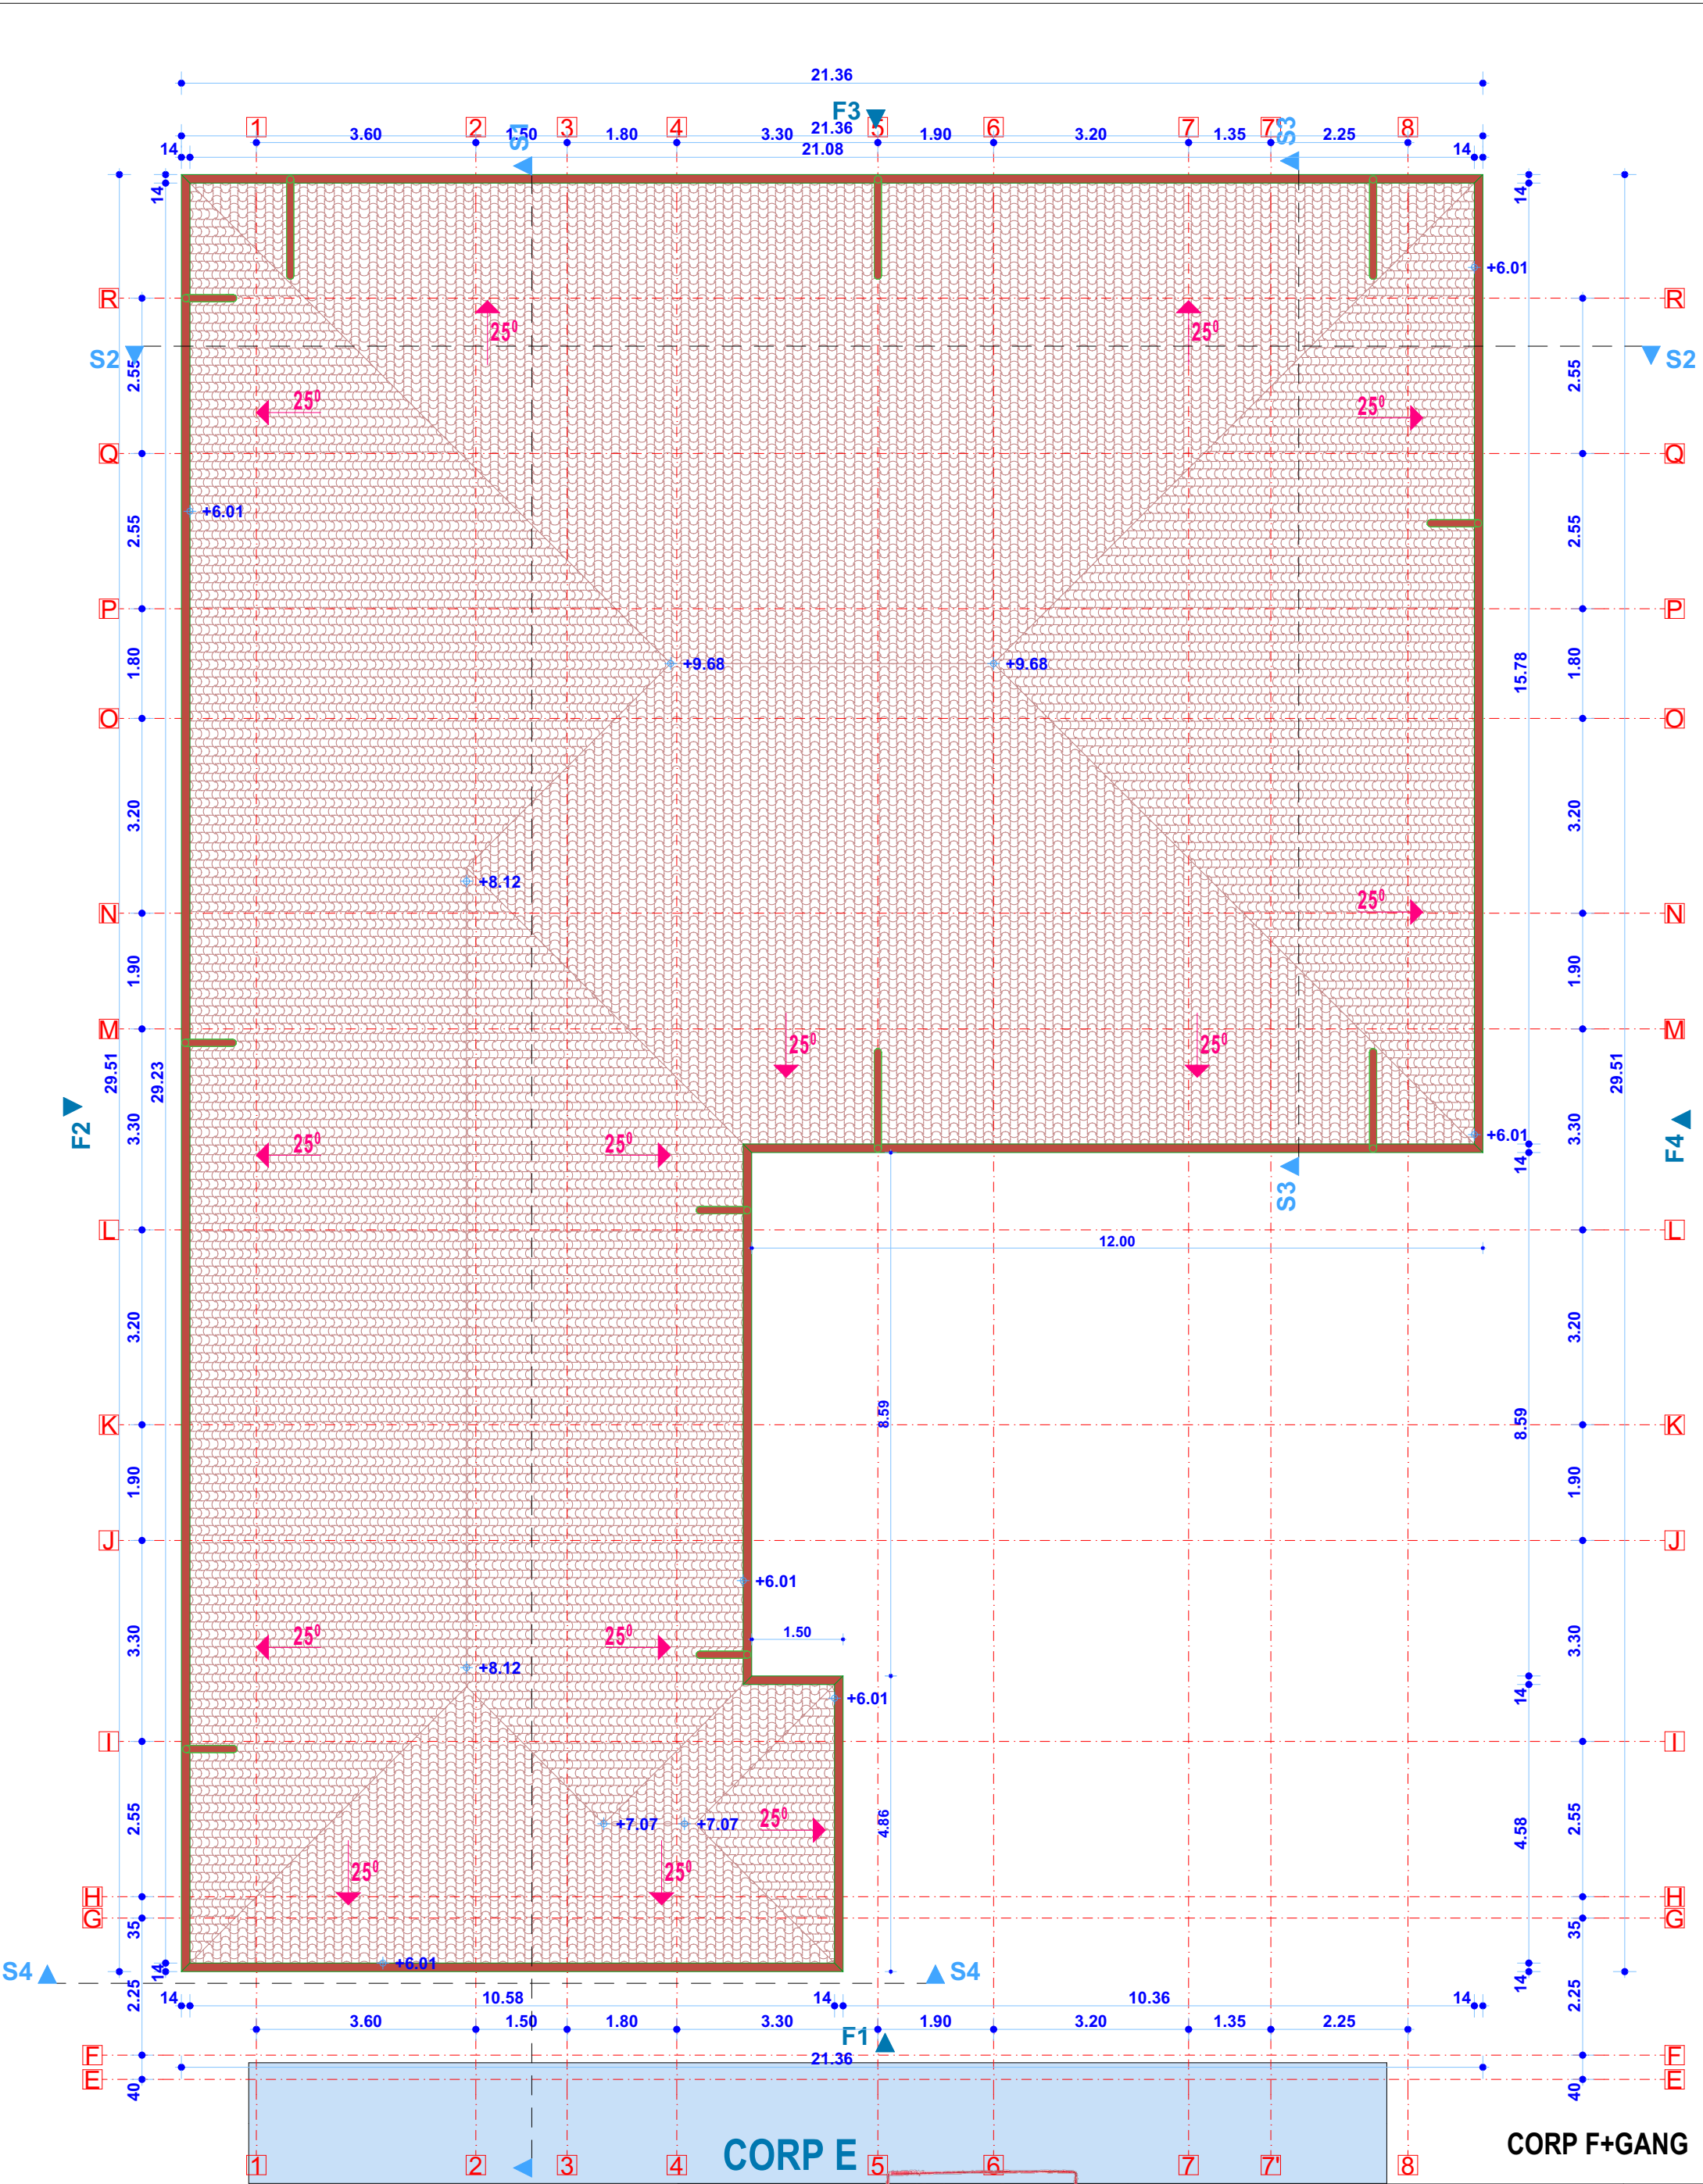 21.36
F3
21.36
1 3.60 2 1.50 3 1.80 4 3.30 5 1.90 6 3.20 7 1.35 7' 2.25 8
S1
S3
14 21.08 14
14
14
+6.01
R R
25⁰ 25⁰
S2 S2
2.55 2.55
25⁰ 25⁰
Q Q
+6.01
2.55 2.55
P P
1.80 +9.68 +9.68 15.78 1.80
O O
3.20 3.20
+8.12
25⁰
N N
1.90 1.90
M M
25⁰ 25⁰
29.51 29.23 29.51
F2 3.30 +6.01 3.30 F4
25⁰ 25⁰
14
S3
L L
12.00
3.20 3.20
K 8.59 8.59 K
1.90 1.90
J J
+6.01
3.30 25⁰ 25⁰ 1.50 3.30
+8.12
+6.01 14
I I
2.55 +7.07 +7.07 25⁰ 4.86 4.58 2.55
25⁰ 25⁰
H H
G G
35 35
+6.01
S4 14 S4 14
2.25 2.25
14 10.58 14 10.36 14
3.60 1.50 1.80 3.30 1.90 3.20 1.35 2.25
F1
F 21.36 F
E E
40 40
CORP E CORP F+GANG
1 2 3 4 5 6 7 7' 8